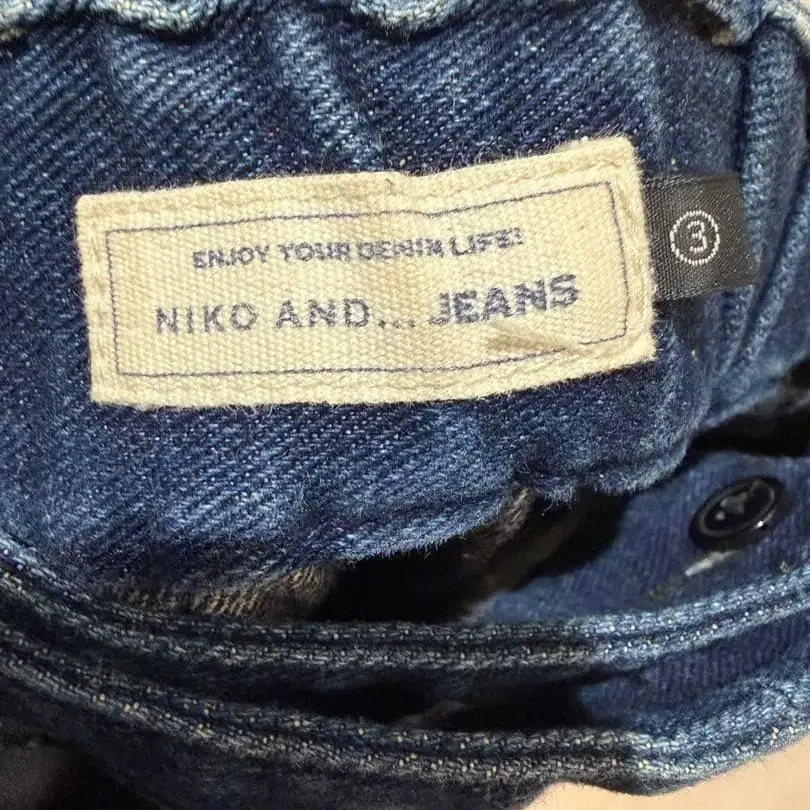 ENJOY YOUR DENIM LIFE!
NIKO AND... JEANS
3